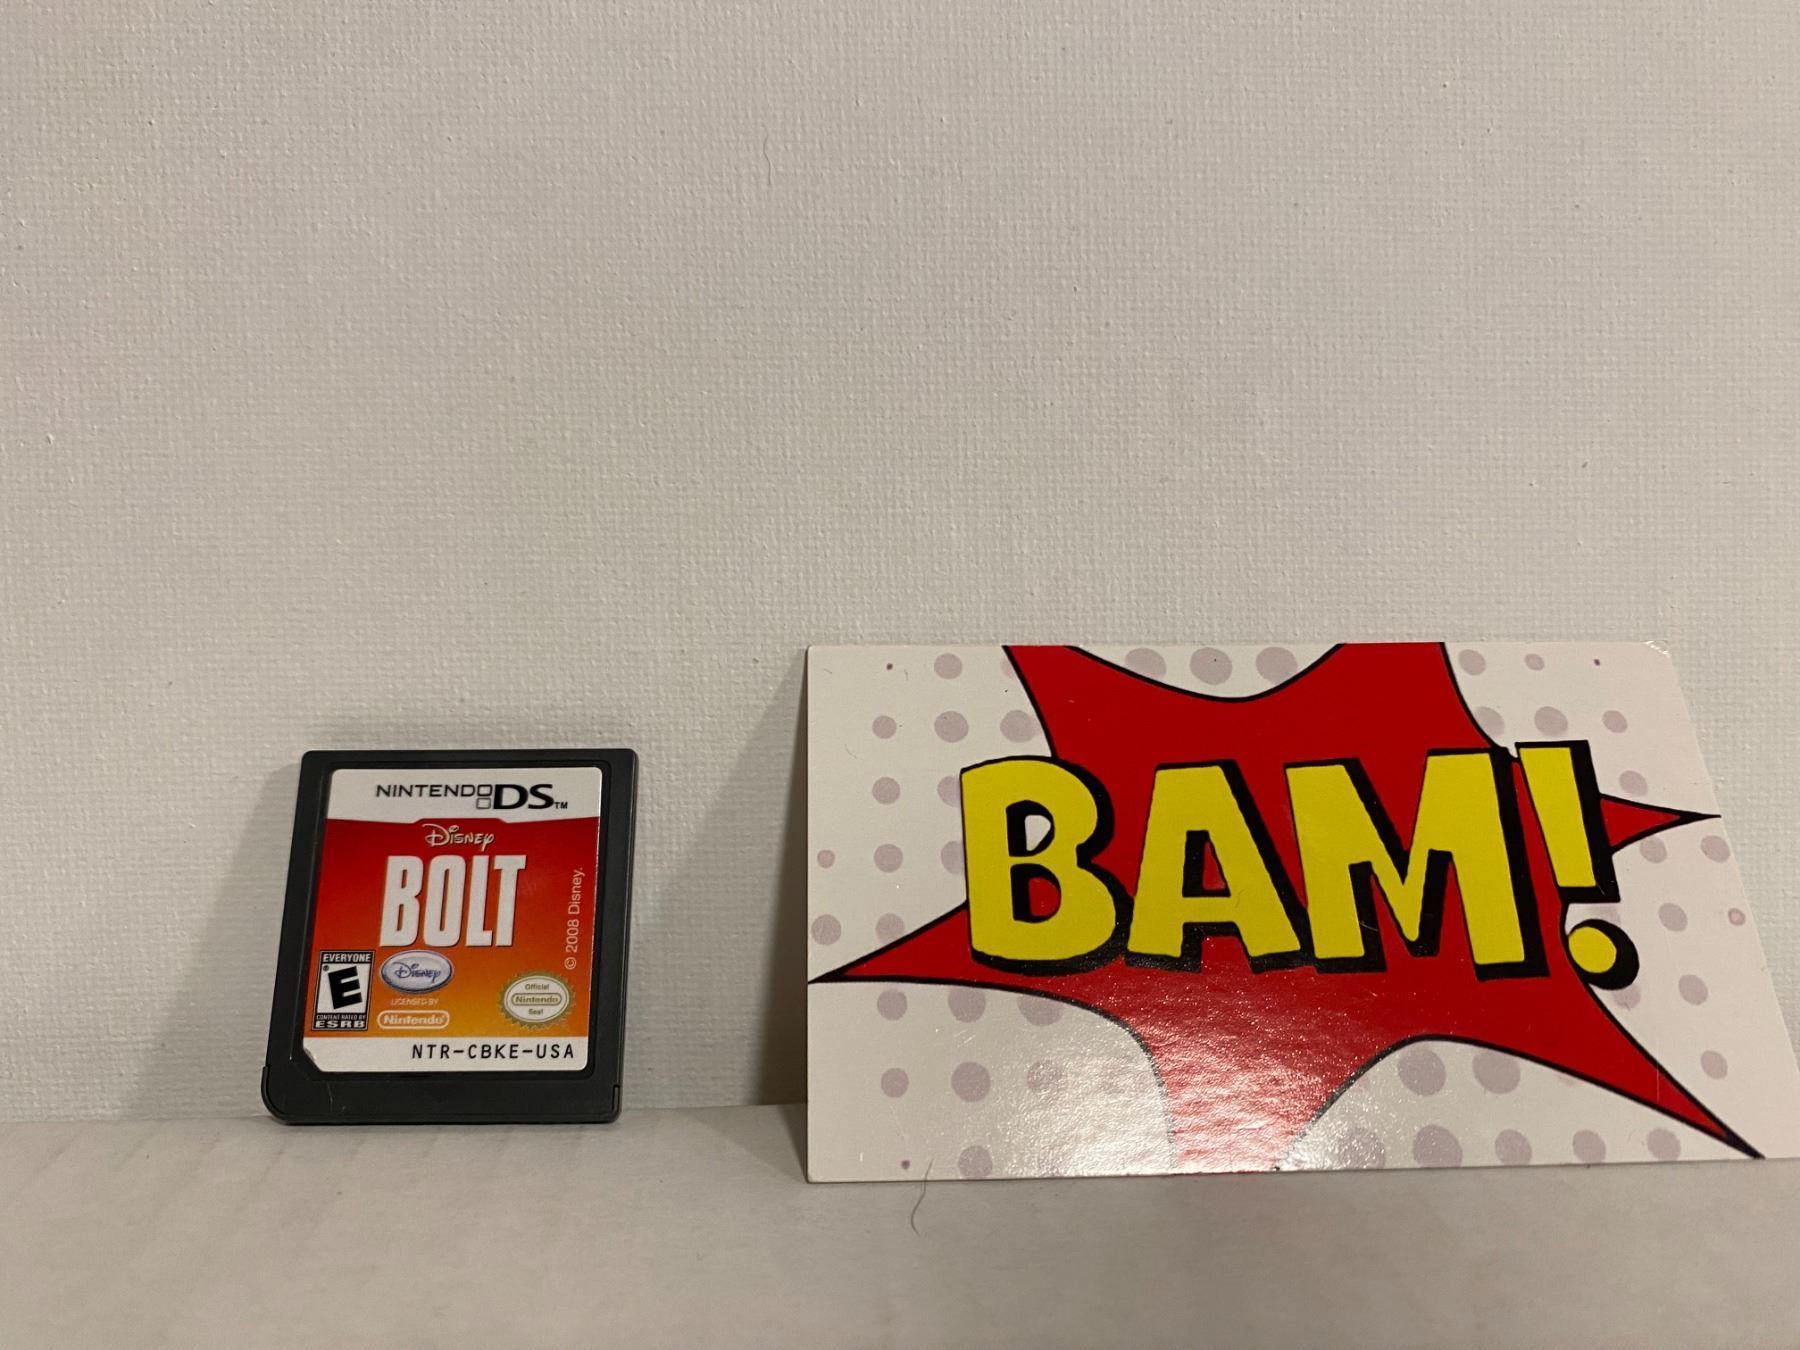 NINTENDO DS™
Disney
BOLT
© 2008 Disney.
EVERYONE
E
CONTENT RATED BY
ESRB
Disney
LICENSED BY
Nintendo
Official
Nintendo
Seal
NTR-CBKE-USA
BAM!